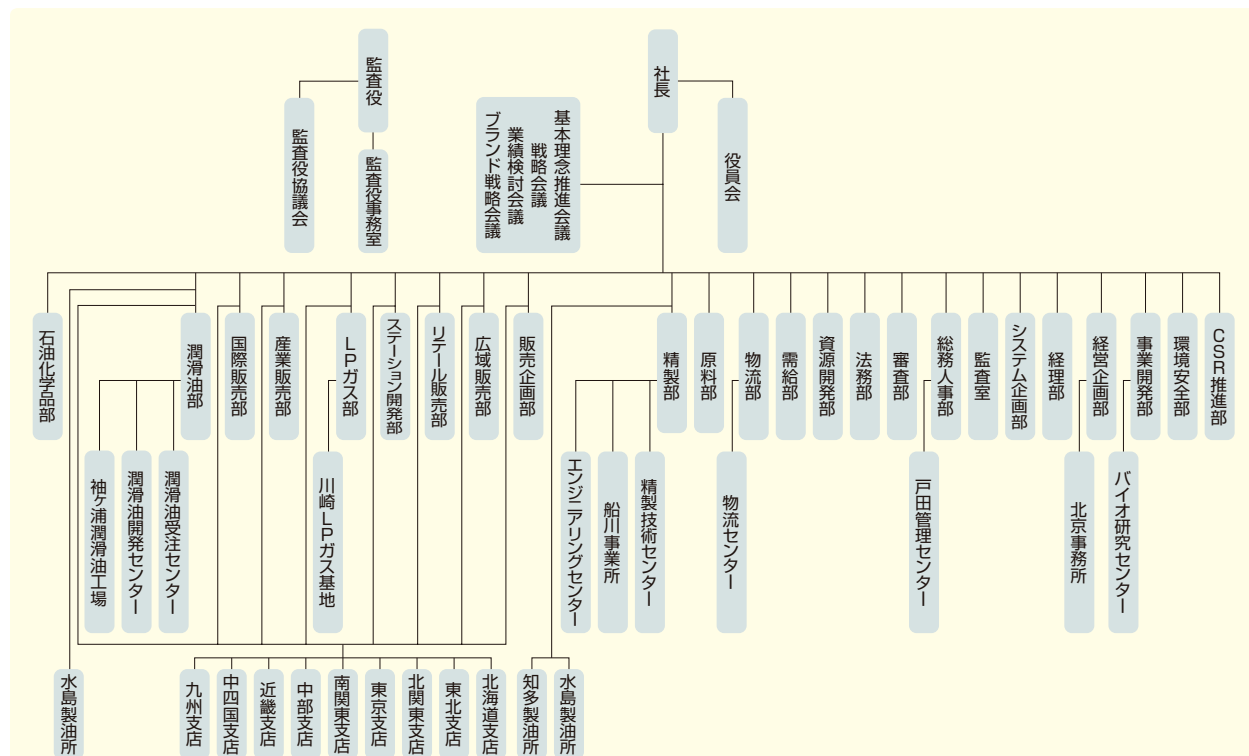 社長
役員会
基本理念推進会議
戦略会議
業績検討会議
ブランド戦略会議
監査役
監査役事務室
監査役協議会
CSR推進部
環境安全部
事業開発部
経営企画部
経理部
システム企画部
監査室
総務人事部
審査部
法務部
資源開発部
需給部
物流部
原料部
精製部
販売企画部
広域販売部
リテール販売部
ステーション開発部
LPガス部
産業販売部
国際販売部
潤滑油部
石油化学品部
バイオ研究センター
北京事務所
戸田管理センター
物流センター
精製技術センター
船川事業所
エンジニアリングセンター
川崎LPガス基地
潤滑油受注センター
潤滑油開発センター
袖ヶ浦潤滑油工場
水島製油所
知多製油所
北海道支店
東北支店
北関東支店
東京支店
南関東支店
中部支店
近畿支店
中四国支店
九州支店
水島製油所